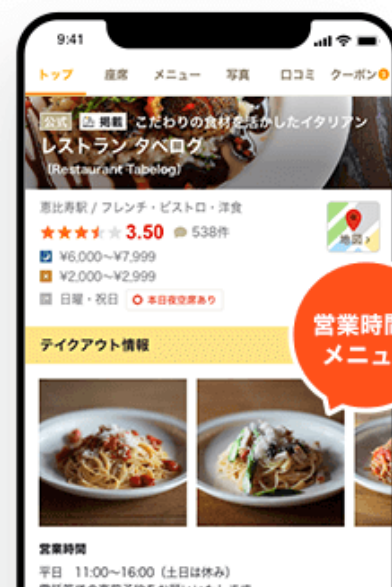 9:41
トップ 座席 メニュー 写真 口コミ クーポン
公式 掲載 こだわりの食材を活かしたイタリアン
レストラン タベログ
(Restaurant Tabelog)
恵比寿駅 / フレンチ・ビストロ・洋食
3.50 538件
地図
¥6,000～¥7,999
¥2,000～¥2,999
日曜・祝日 本日夜空席あり
営業時間
メニュ
テイクアウト情報
営業時間
平日 11:00～16:00（土日は休み）